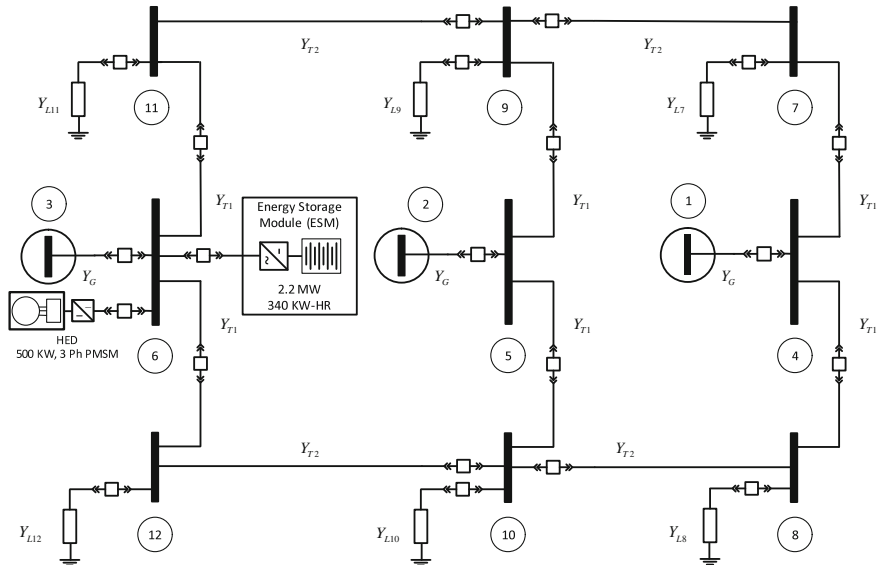 Y_T2
Y_T2
Y_L11
Y_L9
Y_L7
11
9
7
3
Y_T1
Energy Storage
Module (ESM)
2
Y_T1
1
Y_T1
Y_G
2.2 MW
340 KW-HR
Y_G
Y_G
HED
500 KW, 3 Ph PMSM
Y_T1
Y_T1
Y_T1
6
5
4
Y_T2
Y_T2
Y_L12
12
Y_L10
10
Y_L8
8